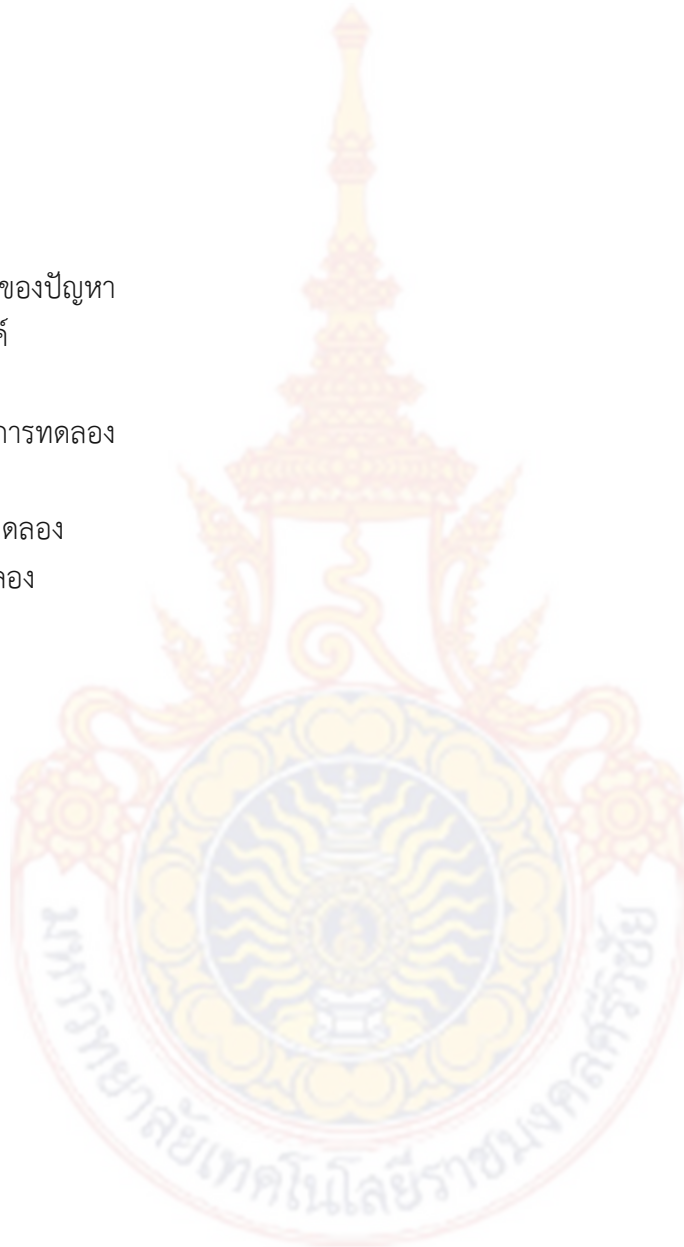 ของปัญหา
ค์
การทดลอง
ดลอง
ลอง
มหาวิทยาลัยเทคโนโลยีราชมงคลศรีวิชัย